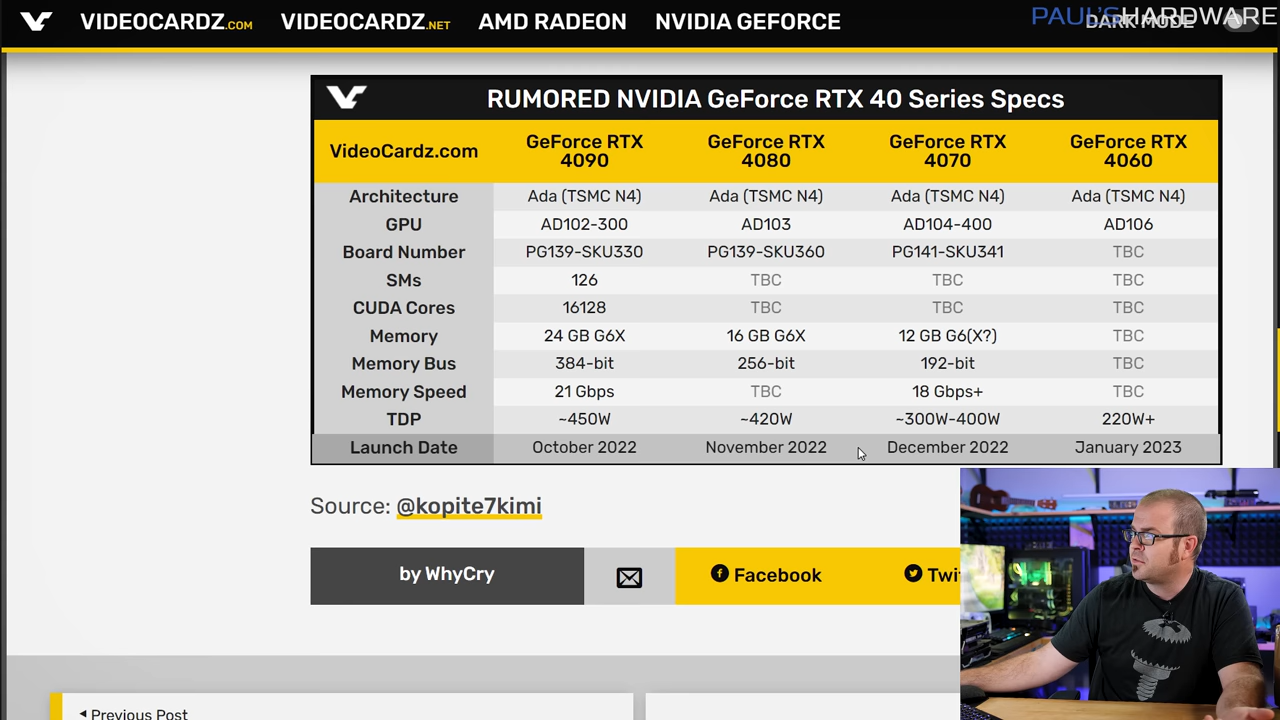 VIDEOCARDZ.COM VIDEOCARDZ.NET AMD RADEON NVIDIA GEFORCE DARK MODE
PAUL'S HARDWARE
RUMORED NVIDIA GeForce RTX 40 Series Specs
VideoCardz.com GeForce RTX 4090 GeForce RTX 4080 GeForce RTX 4070 GeForce RTX 4060
Architecture Ada (TSMC N4) Ada (TSMC N4) Ada (TSMC N4) Ada (TSMC N4)
GPU AD102-300 AD103 AD104-400 AD106
Board Number PG139-SKU330 PG139-SKU360 PG141-SKU341 TBC
SMs 126 TBC TBC TBC
CUDA Cores 16128 TBC TBC TBC
Memory 24 GB G6X 16 GB G6X 12 GB G6(X?) TBC
Memory Bus 384-bit 256-bit 192-bit TBC
Memory Speed 21 Gbps TBC 18 Gbps+ TBC
TDP ~450W ~420W ~300W-400W 220W+
Launch Date October 2022 November 2022 December 2022 January 2023
Source: @kopite7kimi
by WhyCry Facebook Twi
Previous Post